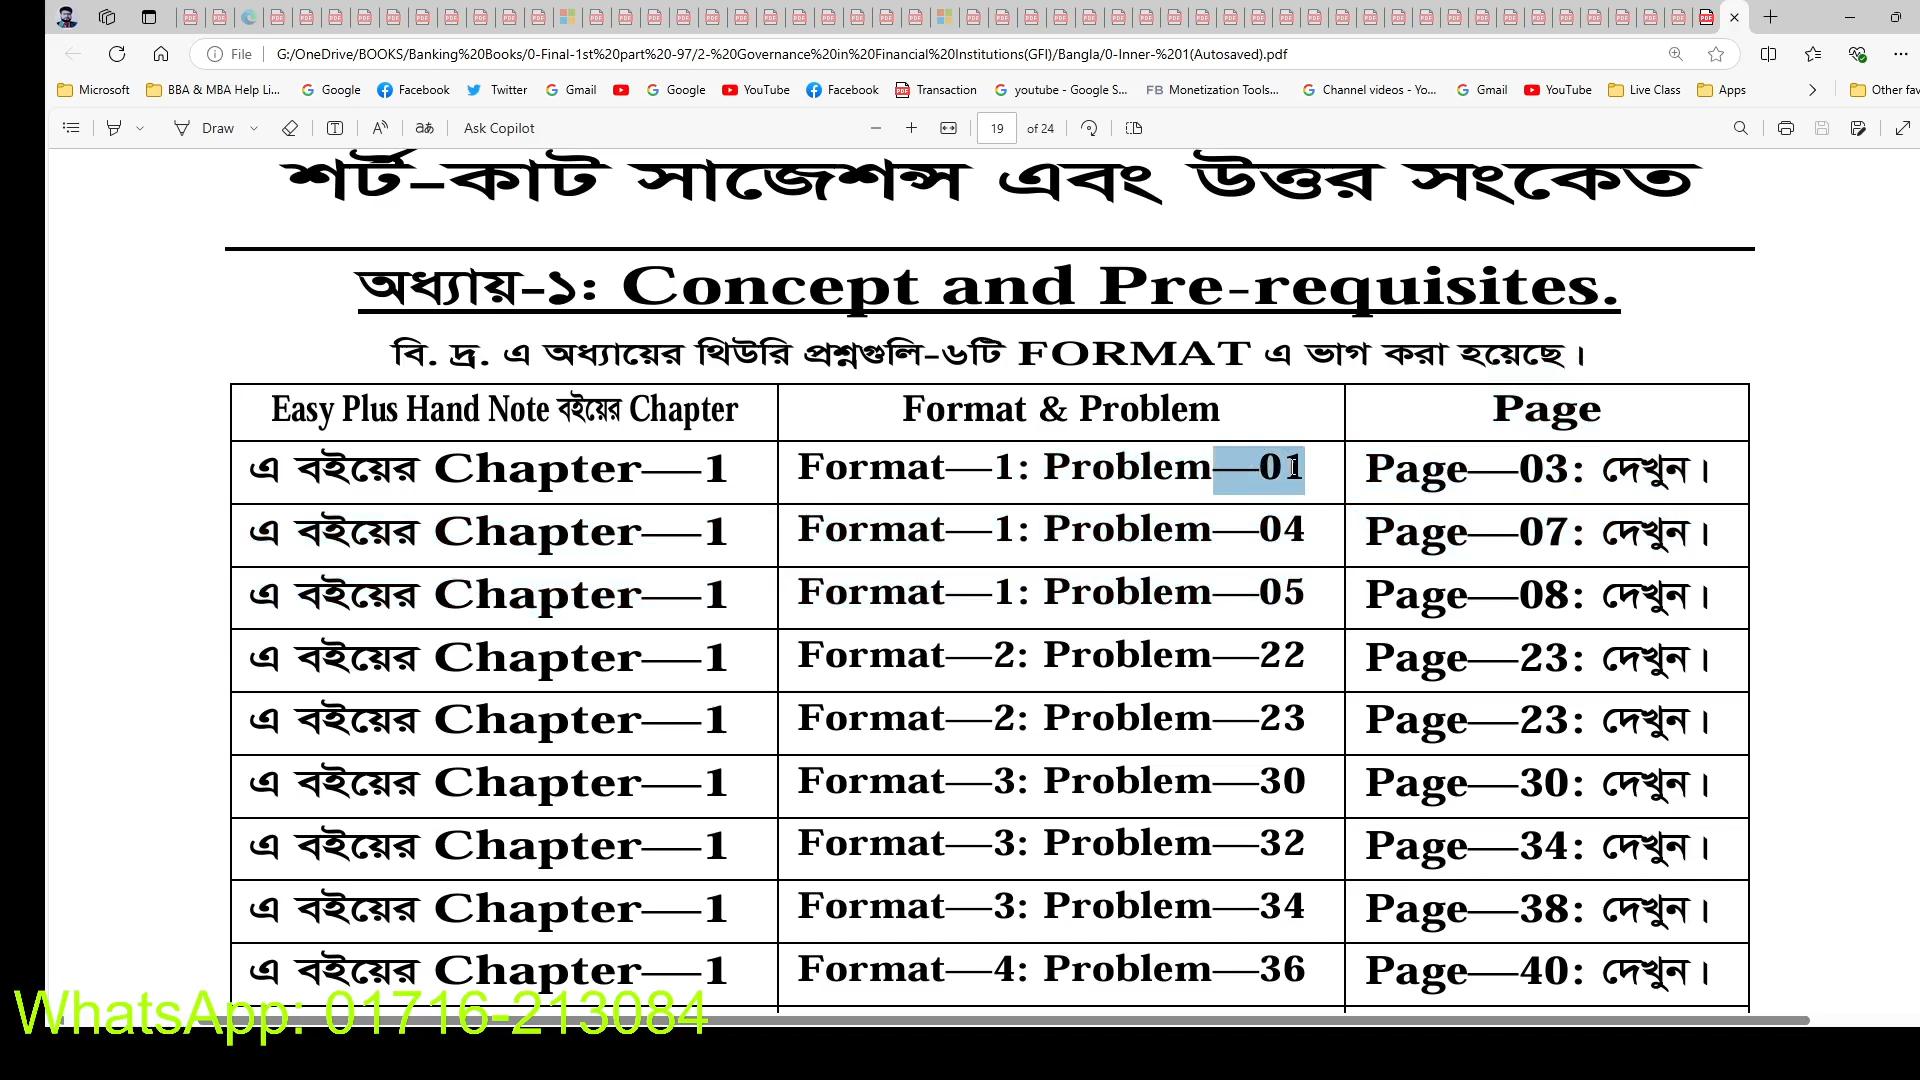 File
G:/OneDrive/BOOKS/Banking%20Books/0-Final-1st%20part%20-97/2-%20Governance%20in%20Financial%20Institutions(GFI)/Bangla/0-Inner-%201(Autosaved).pdf
Microsoft BBA & MBA Help Li... Google Facebook Twitter Gmail Google YouTube Facebook Transaction youtube - Google S... FB Monetization Tools... Channel videos - Yo... Gmail YouTube Live Class Apps Other fav
Draw Ask Copilot 19 of 24
শর্ট-কাট সাজেশন্স এবং উত্তর সংকেত
অধ্যায়-১: Concept and Pre-requisites.
বি. দ্র. এ অধ্যায়ের থিউরি প্রশ্নগুলি-৬টি FORMAT এ ভাগ করা হয়েছে।
Easy Plus Hand Note বইয়ের Chapter Format & Problem Page
এ বইয়ের Chapter—1 Format—1: Problem—01 Page—03: দেখুন।
এ বইয়ের Chapter—1 Format—1: Problem—04 Page—07: দেখুন।
এ বইয়ের Chapter—1 Format—1: Problem—05 Page—08: দেখুন।
এ বইয়ের Chapter—1 Format—2: Problem—22 Page—23: দেখুন।
এ বইয়ের Chapter—1 Format—2: Problem—23 Page—23: দেখুন।
এ বইয়ের Chapter—1 Format—3: Problem—30 Page—30: দেখুন।
এ বইয়ের Chapter—1 Format—3: Problem—32 Page—34: দেখুন।
এ বইয়ের Chapter—1 Format—3: Problem—34 Page—38: দেখুন।
এ বইয়ের Chapter—1 Format—4: Problem—36 Page—40: দেখুন।
WhatsApp: 01716-213084